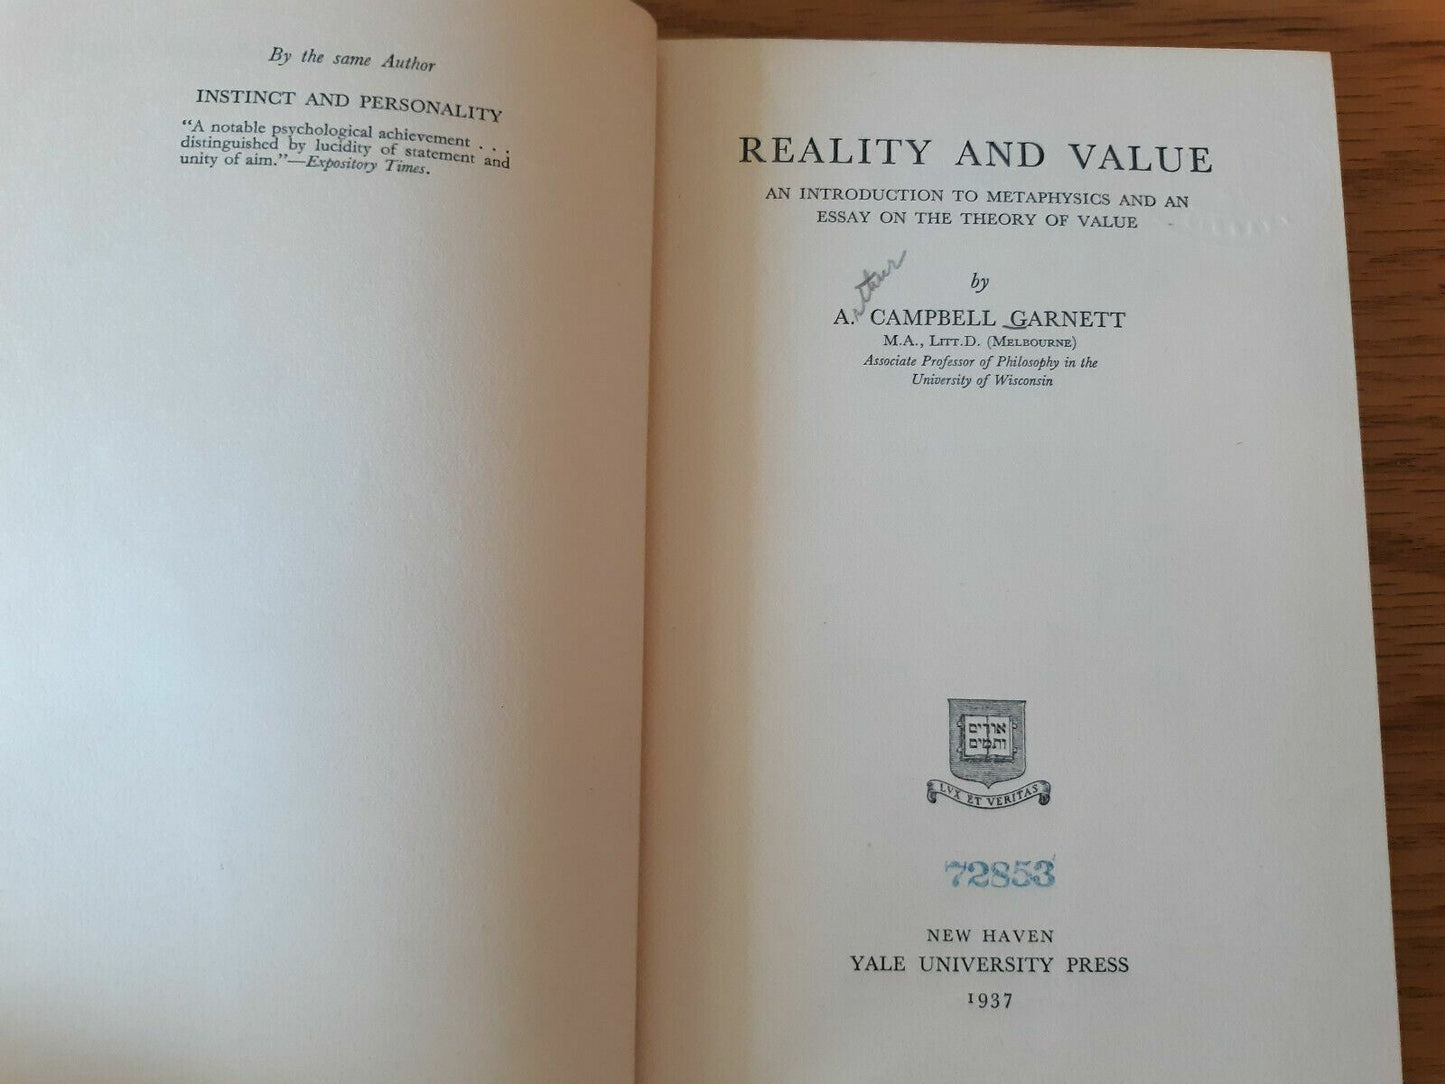 By the same Author
INSTINCT AND PERSONALITY
“A notable psychological achievement . . .
distinguished by lucidity of statement and
unity of aim.”—Expository Times.
REALITY AND VALUE
AN INTRODUCTION TO METAPHYSICS AND AN
ESSAY ON THE THEORY OF VALUE
by
rthur
A. CAMPBELL GARNETT
M.A., LITT.D. (MELBOURNE)
Associate Professor of Philosophy in the
University of Wisconsin
אורים
ותמים
LVX ET VERITAS
72853
NEW HAVEN
YALE UNIVERSITY PRESS
1937